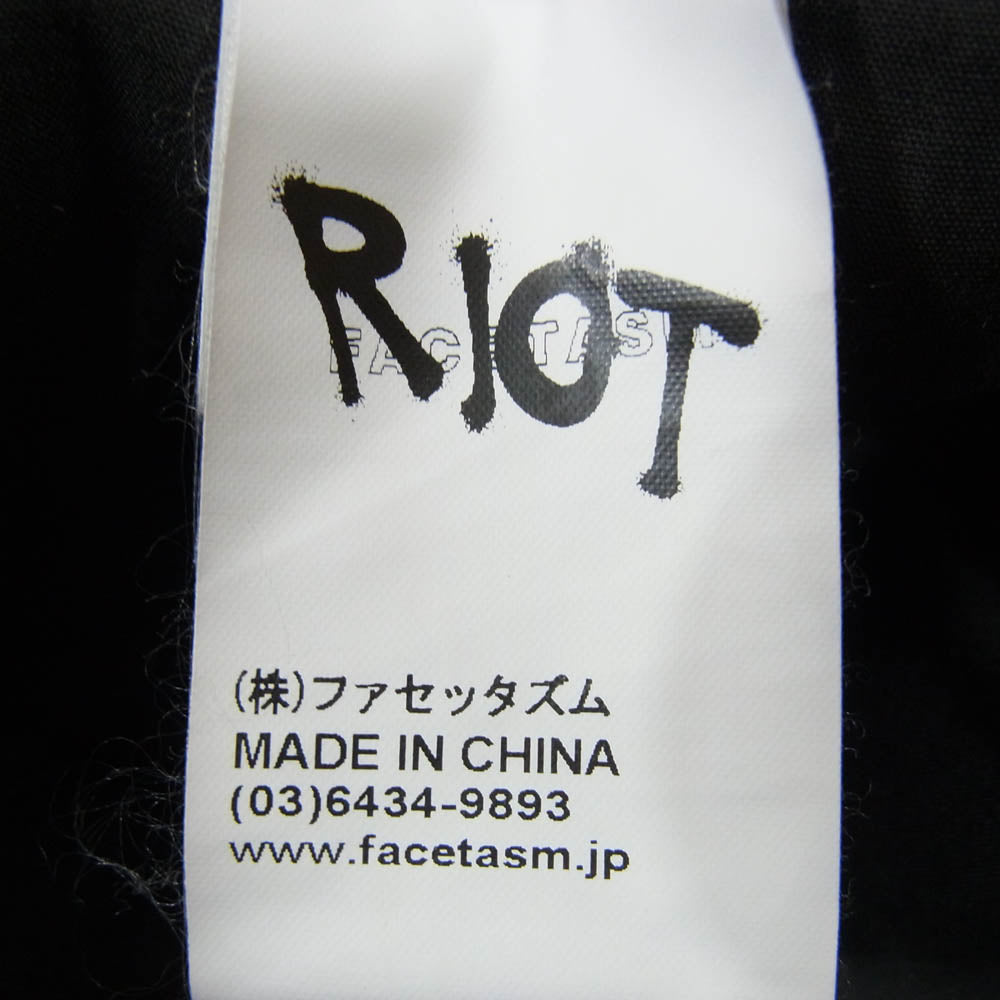 RIOT
FACETASM
(株)ファセッタズム
MADE IN CHINA
(03)6434-9893
www.facetasm.jp